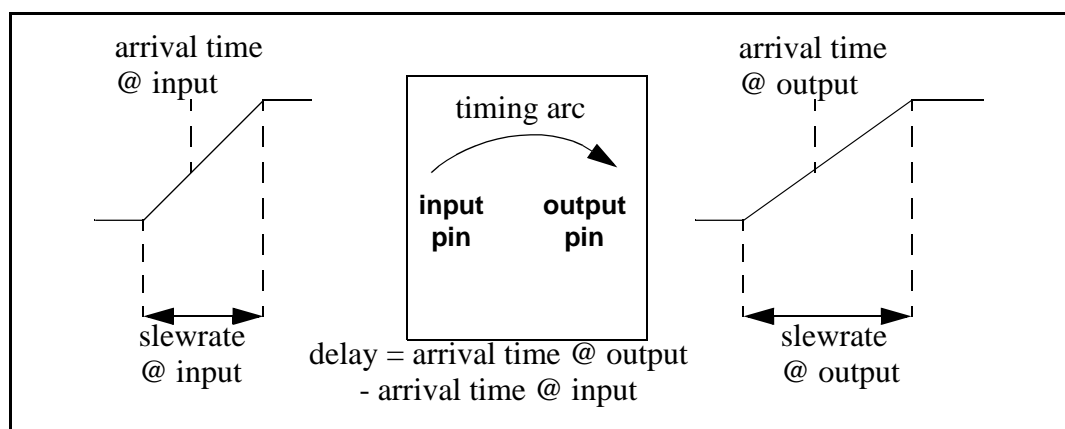 arrival time
@ input
timing arc
input
pin
output
pin
arrival time
@ output
slewrate
@ input
delay = arrival time @ output
- arrival time @ input
slewrate
@ output